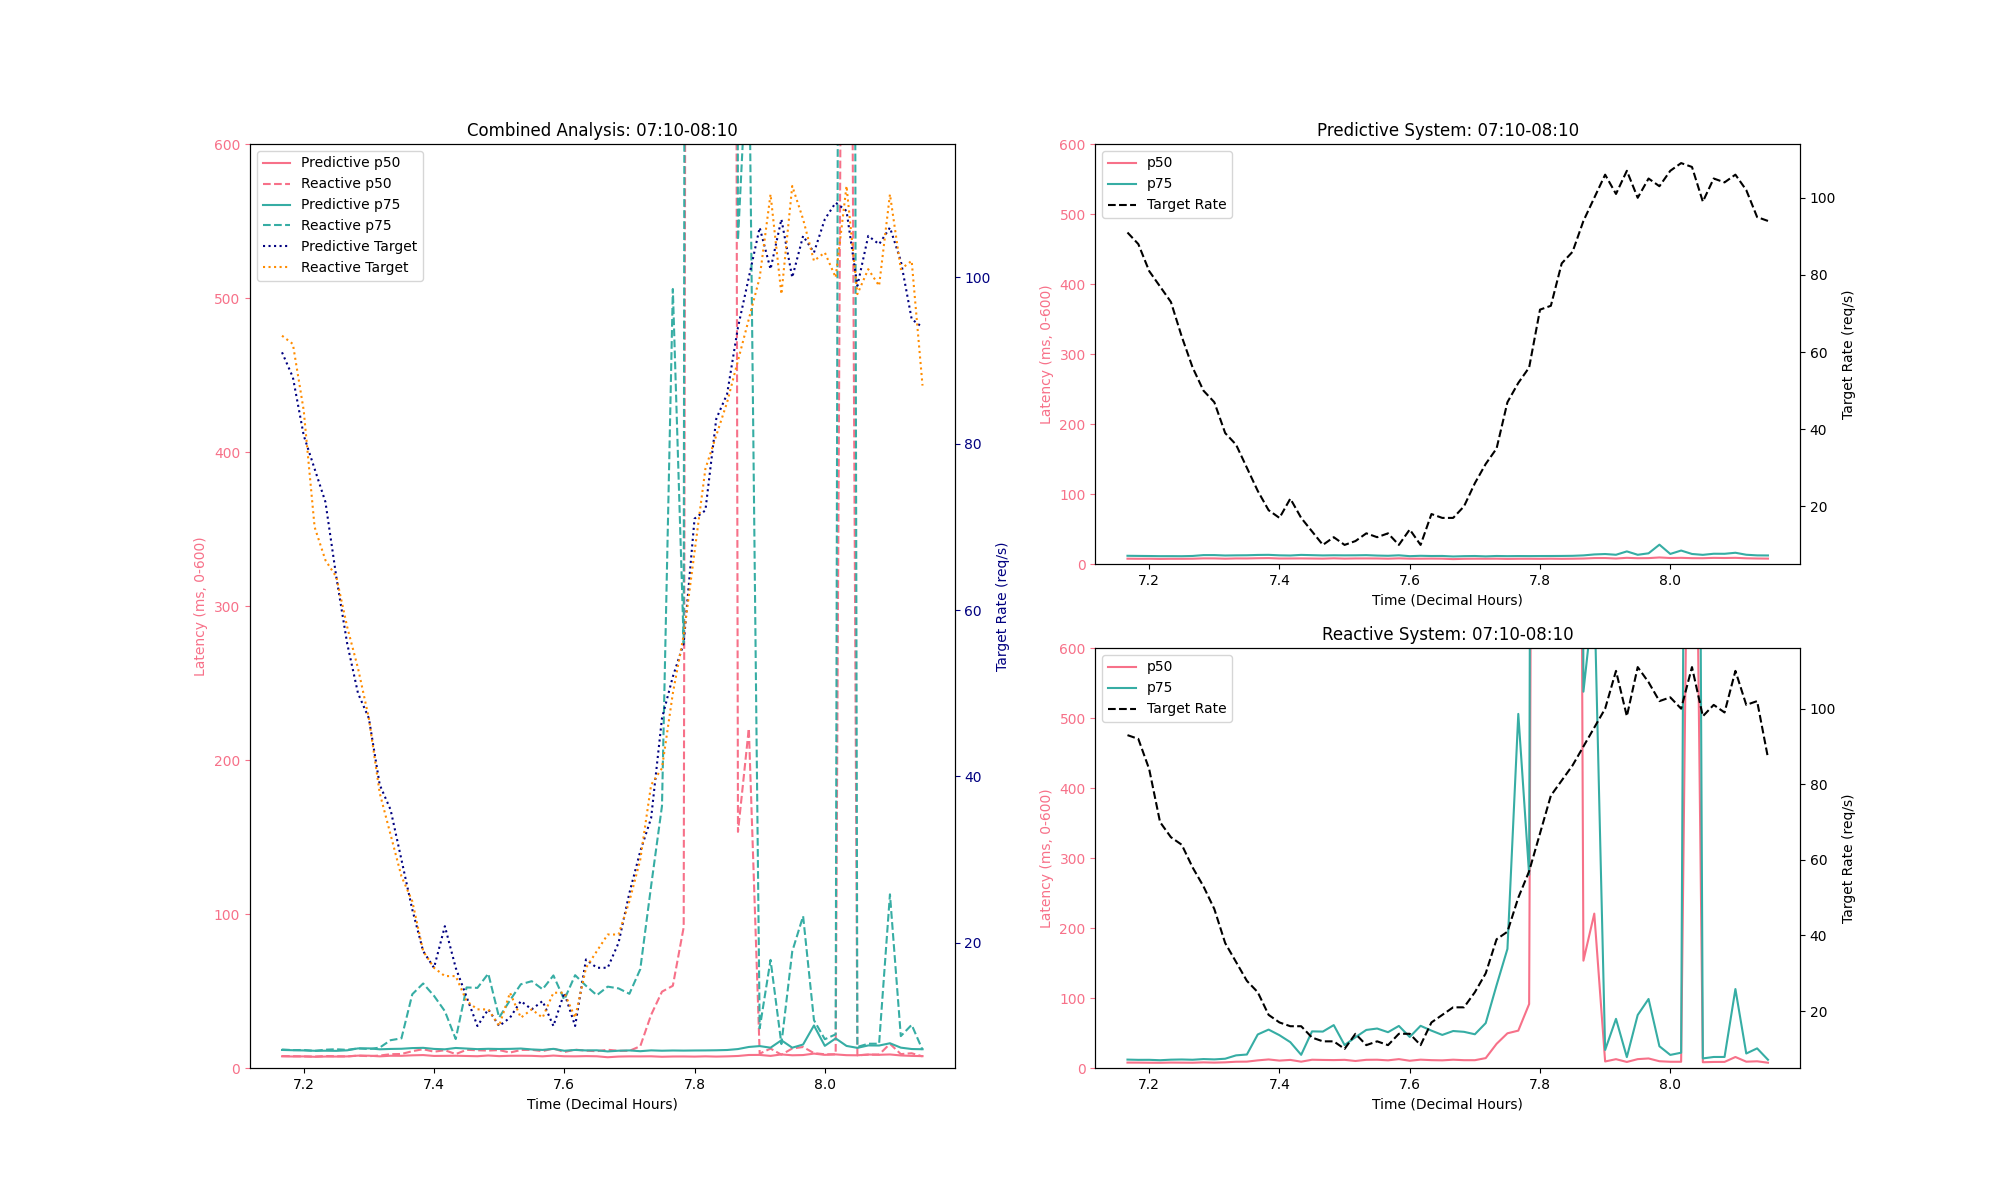 Combined Analysis: 07:10-08:10
600
500
400
300
200
100
0
Latency (ms, 0-600)
Predictive p50
Reactive p50
Predictive p75
Reactive p75
Predictive Target
Reactive Target
100
80
60
40
20
Target Rate (req/s)
7.2 7.4 7.6 7.8 8.0
Time (Decimal Hours)
Predictive System: 07:10-08:10
600
500
400
300
200
100
0
Latency (ms, 0-600)
p50
p75
Target Rate
100
80
60
40
20
Target Rate (req/s)
7.2 7.4 7.6 7.8 8.0
Time (Decimal Hours)
Reactive System: 07:10-08:10
600
500
400
300
200
100
0
Latency (ms, 0-600)
p50
p75
Target Rate
100
80
60
40
20
Target Rate (req/s)
7.2 7.4 7.6 7.8 8.0
Time (Decimal Hours)